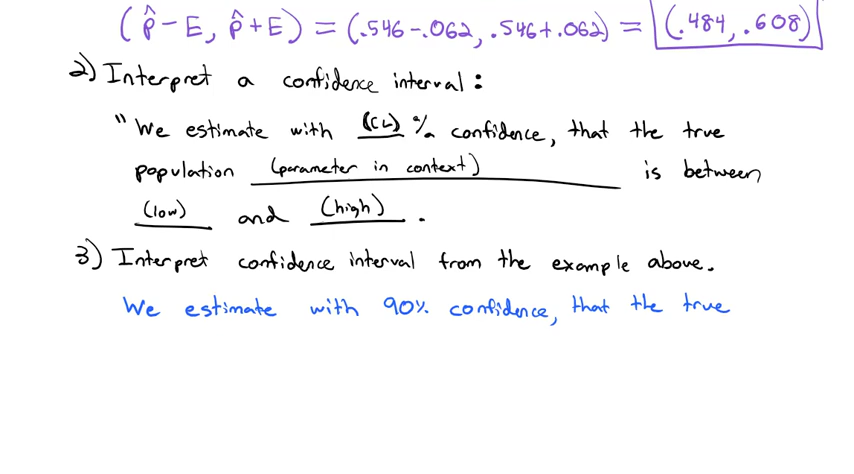 ( p̂ - E, p̂ + E ) = (.546 - .062, .546 + .062) = (.484, .608)
2) Interpret a confidence interval:
"We estimate with (CL) % confidence, that the true
population (parameter in context) is between
(low) and (high).
3) Interpret confidence interval from the example above.
We estimate with 90% confidence, that the true